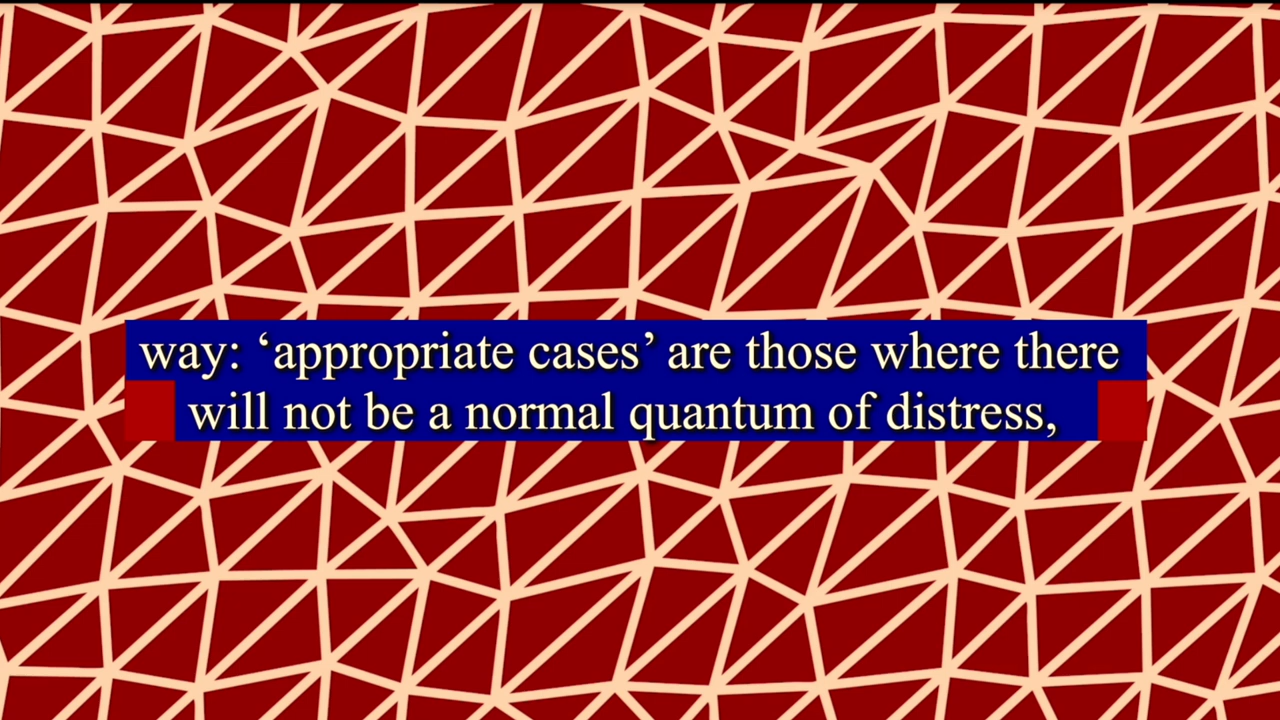 way: ‘appropriate cases’ are those where there
will not be a normal quantum of distress,